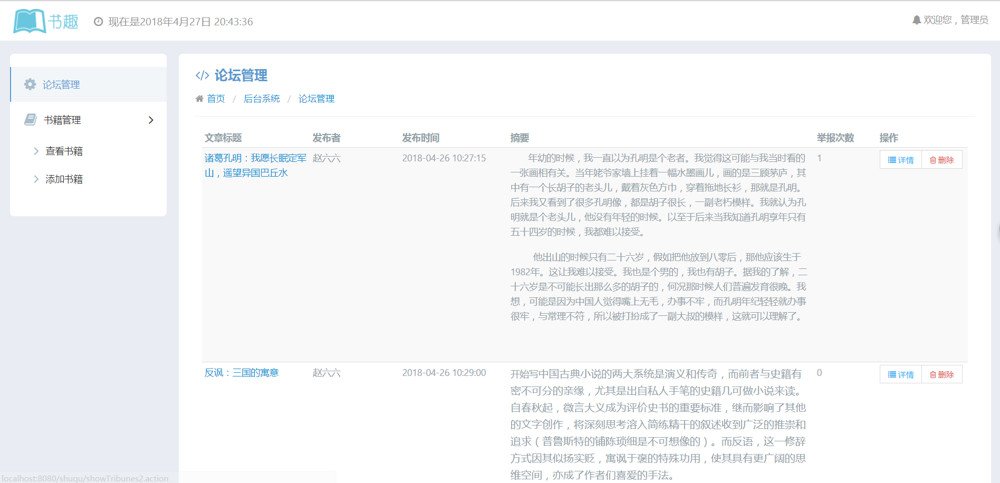 书趣
现在是2018年4月27日 20:43:36
欢迎您，管理员
论坛管理
书籍管理
查看书籍
添加书籍
</> 论坛管理
首页 / 后台系统 / 论坛管理
文章标题 发布者 发布时间 摘要 举报次数 操作
诸葛孔明：我愿长眠定军
山，遥望异国巴丘水
赵六六
2018-04-26 10:27:15
年幼的时候，我一直以为孔明是个老者。我觉得这可能与我当时看的
一张画相有关。当年姥爷家墙上挂着一幅水墨画儿，画的是三顾茅庐，其
中有一个长胡子的老头儿，戴着灰色方巾，穿着拖地长衫，那就是孔明。
后来我又看到了很多孔明像，都是胡子很长，一副老朽模样。我就认为孔
明就是个老头儿，他没有年轻的时候。以至于后来当我知道孔明享年只有
五十四岁的时候，我都难以接受。
他出山的时候只有二十六岁，假如把他放到八零后，那他应该生于
1982年。这让我难以接受。我也是个男的，我也有胡子。据我的了解，二
十六岁是不可能长出那么多的胡子的，何况那时候人们普遍发育很晚。我
想，可能是因为中国人觉得嘴上无毛，办事不牢，而孔明年纪轻轻就办事
很牢，与常理不符，所以被打扮成了一副大叔的模样，这就可以理解了。
1
详情 删除
反讽：三国的寓意
赵六六
2018-04-26 10:29:00
开始写中国古典小说的两大系统是演义和传奇，而前者与史籍有
密不可分的亲缘，尤其是出自私人手笔的史籍几可做小说来读。
自春秋起，微言大义成为评价史书的重要标准，继而影响了其他
的文字创作，将深刻思考溶入简练精干的叙述收到广泛的推崇和
追求（普鲁斯特的铺陈琐细是不可想像的）。而反语，这一修辞
方式因其似扬实贬，寓讽于褒的特殊功用，使其具有更广阔的思
维空间，亦成了作者们喜爱的手法。
0
详情 删除
localhost:8080/shuqu/showTribunes2.action